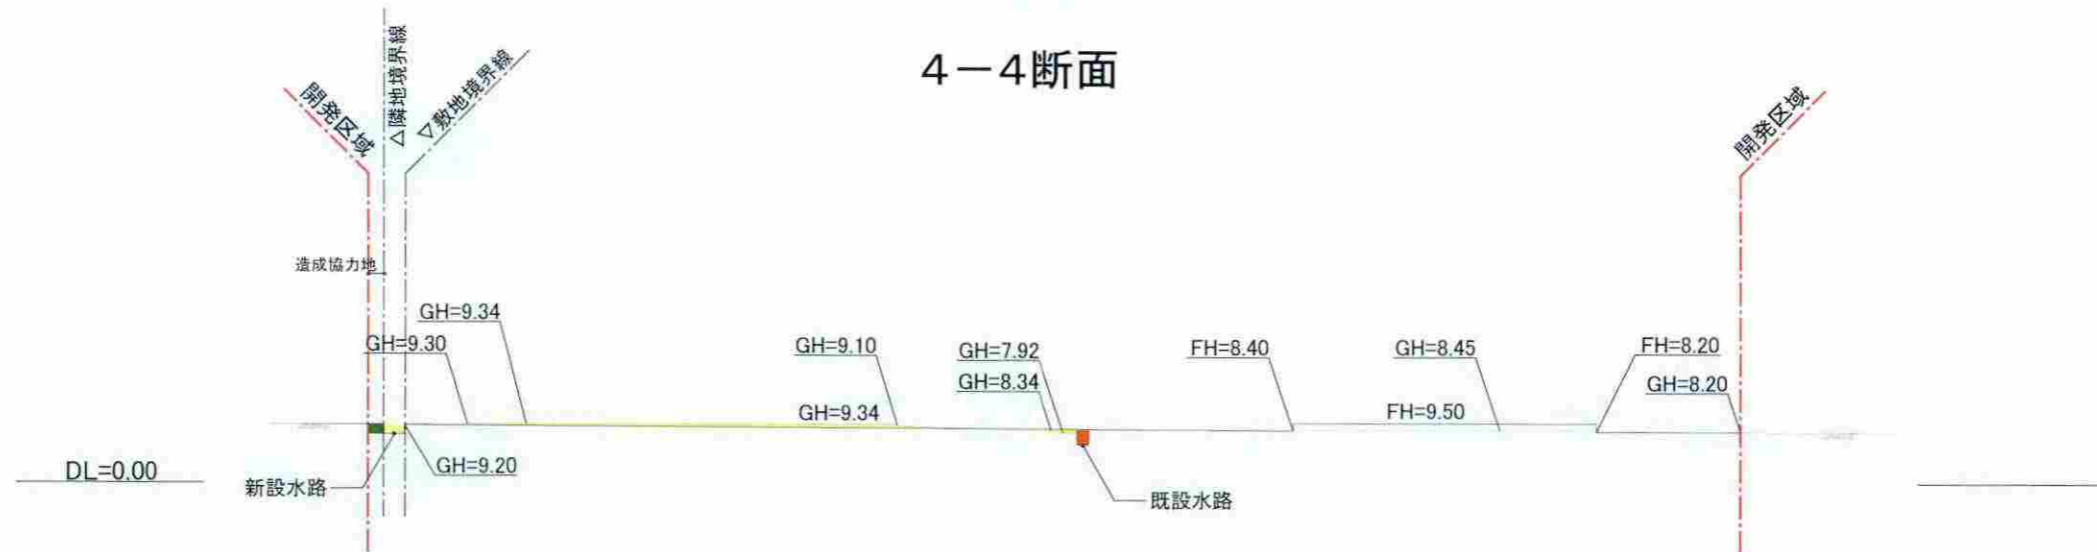 4-4断面
開発区域
△隣地境界線
▽敷地境界線
開発区域
造成協力地
GH=9.34
GH=9.30
GH=9.10
GH=9.34
GH=7.92
GH=8.34
FH=8.40
GH=8.45
FH=9.50
FH=8.20
GH=8.20
GH=9.20
DL=0.00
新設水路
既設水路